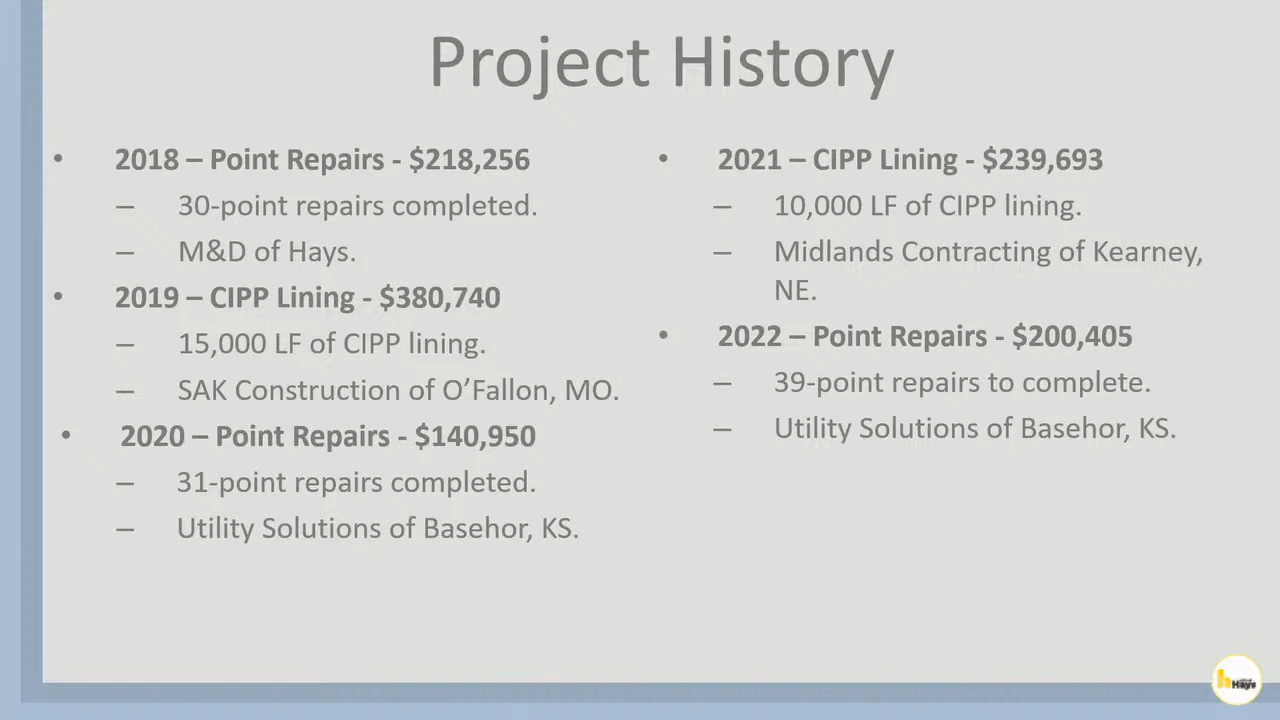 Project History
• 2018 – Point Repairs - $218,256
– 30-point repairs completed.
– M&D of Hays.
• 2019 – CIPP Lining - $380,740
– 15,000 LF of CIPP lining.
– SAK Construction of O’Fallon, MO.
• 2020 – Point Repairs - $140,950
– 31-point repairs completed.
– Utility Solutions of Basehor, KS.
• 2021 – CIPP Lining - $239,693
– 10,000 LF of CIPP lining.
– Midlands Contracting of Kearney,
NE.
• 2022 – Point Repairs - $200,405
– 39-point repairs to complete.
– Utility Solutions of Basehor, KS.
Hays